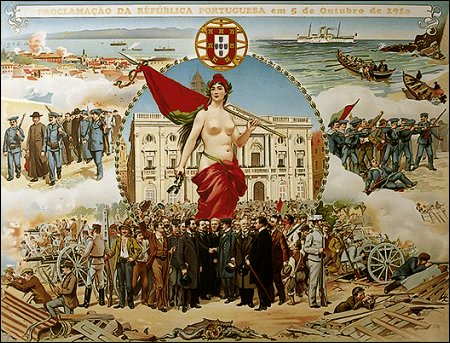 PROCLAMAÇÃO DA REPÚBLICA PORTUGUESA em 5 de Outubro de 1910